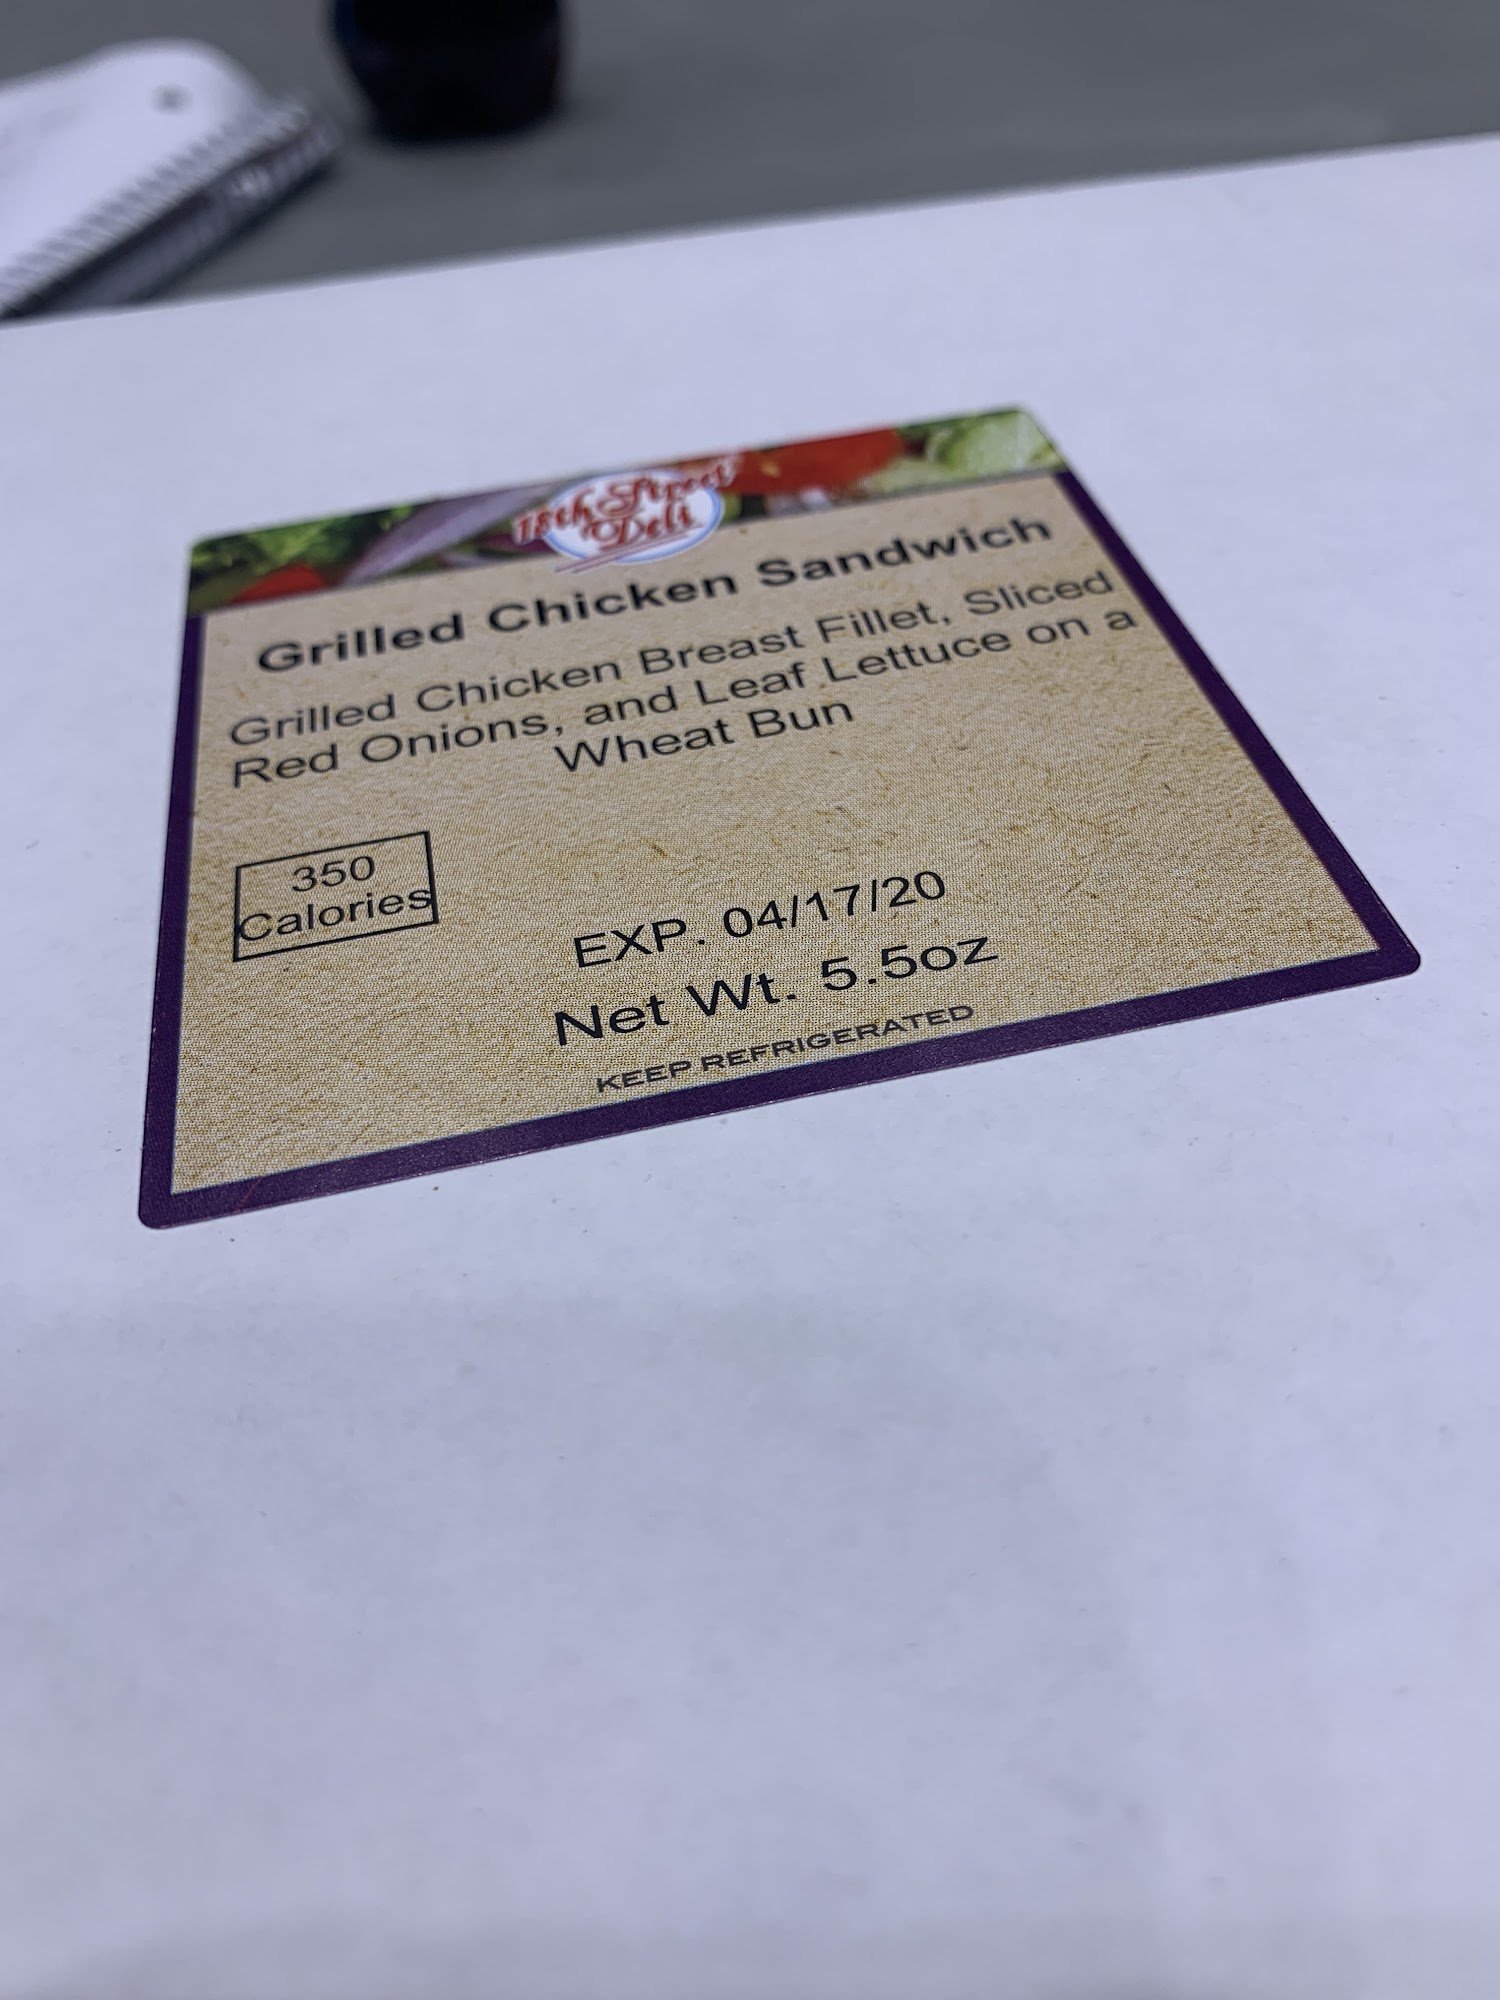 18th Street
Deli
Grilled Chicken Sandwich
Grilled Chicken Breast Fillet, Sliced
Red Onions, and Leaf Lettuce on a
Wheat Bun
350
Calories
EXP. 04/17/20
Net Wt. 5.5oz
KEEP REFRIGERATED